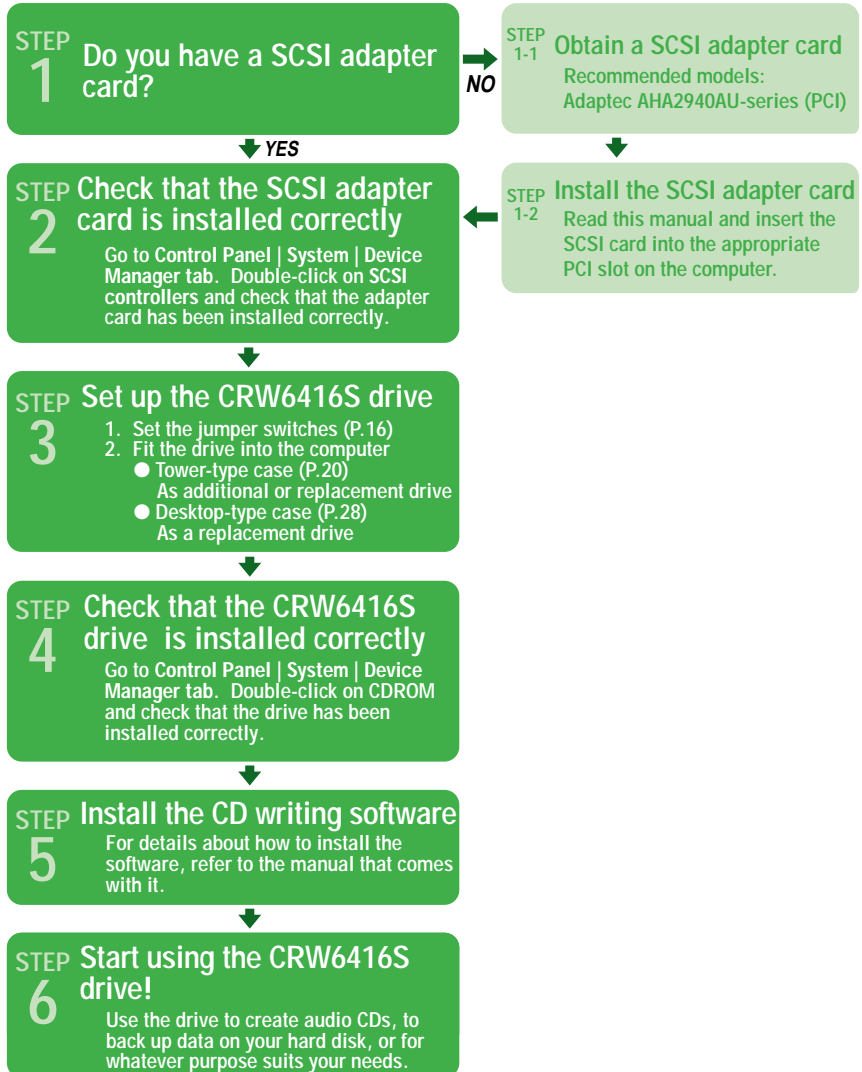 STEP
1
Do you have a SCSI adapter
card?
NO
YES
STEP
1-1
Obtain a SCSI adapter card
Recommended models:
Adaptec AHA2940AU-series (PCI)
STEP
1-2
Install the SCSI adapter card
Read this manual and insert the
SCSI card into the appropriate
PCI slot on the computer.
STEP
2
Check that the SCSI adapter
card is installed correctly
Go to Control Panel | System | Device
Manager tab. Double-click on SCSI
controllers and check that the adapter
card has been installed correctly.
STEP
3
Set up the CRW6416S drive
1. Set the jumper switches (P.16)
2. Fit the drive into the computer
● Tower-type case (P.20)
As additional or replacement drive
● Desktop-type case (P.28)
As a replacement drive
STEP
4
Check that the CRW6416S
drive is installed correctly
Go to Control Panel | System | Device
Manager tab. Double-click on CDROM
and check that the drive has been
installed correctly.
STEP
5
Install the CD writing software
For details about how to install the
software, refer to the manual that comes
with it.
STEP
6
Start using the CRW6416S
drive!
Use the drive to create audio CDs, to
back up data on your hard disk, or for
whatever purpose suits your needs.